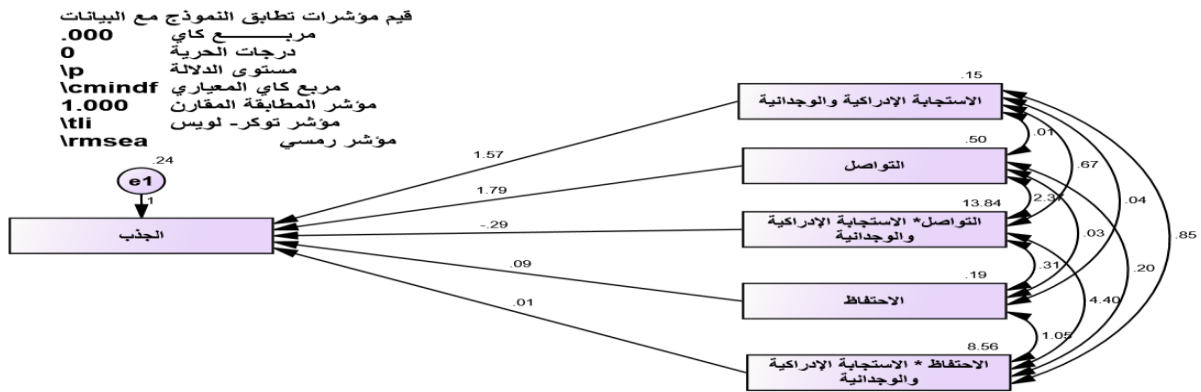 قيم مؤشرات تطابق النموذج مع البيانات
مربـــــــع كاي .000
درجات الحرية 0
مستوى الدلالة \p
مربع كاي المعياري \cmindf
مؤشر المطابقة المقارن 1.000
مؤشر توكر- لويس \tli
مؤشر رمسي \rmsea
.24
e1
1
الجذب
1.57
1.79
-.29
.09
.01
.15
الاستجابة الإدراكية والوجدانية
.50
التواصل
13.84
التواصل* الاستجابة الإدراكية
والوجدانية
.19
الاحتفاظ
8.56
الاحتفاظ * الاستجابة الإدراكية
والوجدانية
.01
.67
2.37
.04
.03
.85
.31
.20
4.40
1.05